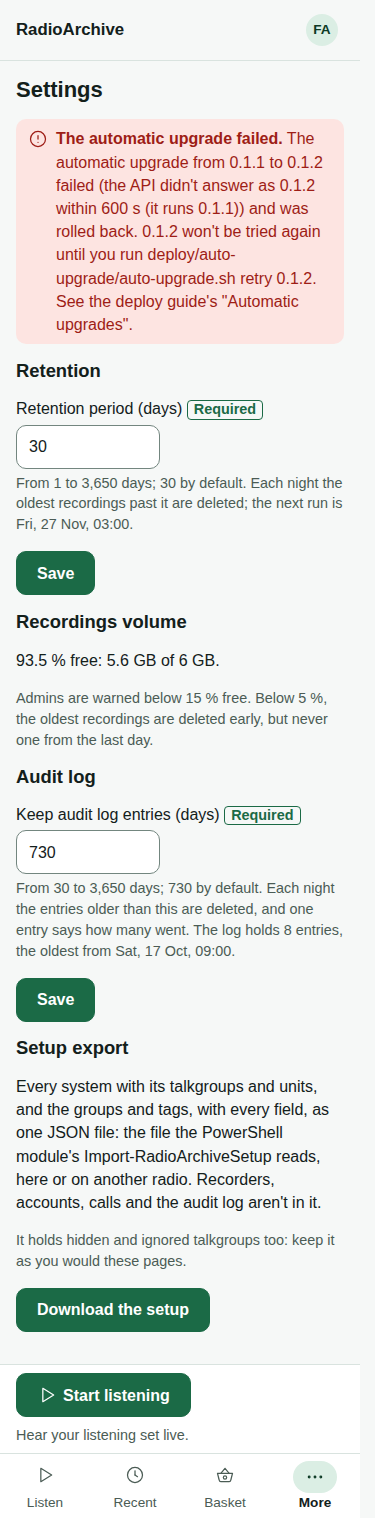 RadioArchive
FA
Settings
The automatic upgrade failed. The
automatic upgrade from 0.1.1 to 0.1.2
failed (the API didn't answer as 0.1.2
within 600 s (it runs 0.1.1)) and was
rolled back. 0.1.2 won't be tried again
until you run deploy/auto-
upgrade/auto-upgrade.sh retry 0.1.2.
See the deploy guide's "Automatic
upgrades".
Retention
Retention period (days) Required
30
From 1 to 3,650 days; 30 by default. Each night the
oldest recordings past it are deleted; the next run is
Fri, 27 Nov, 03:00.
Save
Recordings volume
93.5 % free: 5.6 GB of 6 GB.
Admins are warned below 15 % free. Below 5 %,
the oldest recordings are deleted early, but never
one from the last day.
Audit log
Keep audit log entries (days) Required
730
From 30 to 3,650 days; 730 by default. Each night
the entries older than this are deleted, and one
entry says how many went. The log holds 8 entries,
the oldest from Sat, 17 Oct, 09:00.
Save
Setup export
Every system with its talkgroups and units,
and the groups and tags, with every field, as
one JSON file: the file the PowerShell
module's Import-RadioArchiveSetup reads,
here or on another radio. Recorders,
accounts, calls and the audit log aren't in it.
It holds hidden and ignored talkgroups too: keep it
as you would these pages.
Download the setup
Start listening
Hear your listening set live.
Listen
Recent
Basket
More